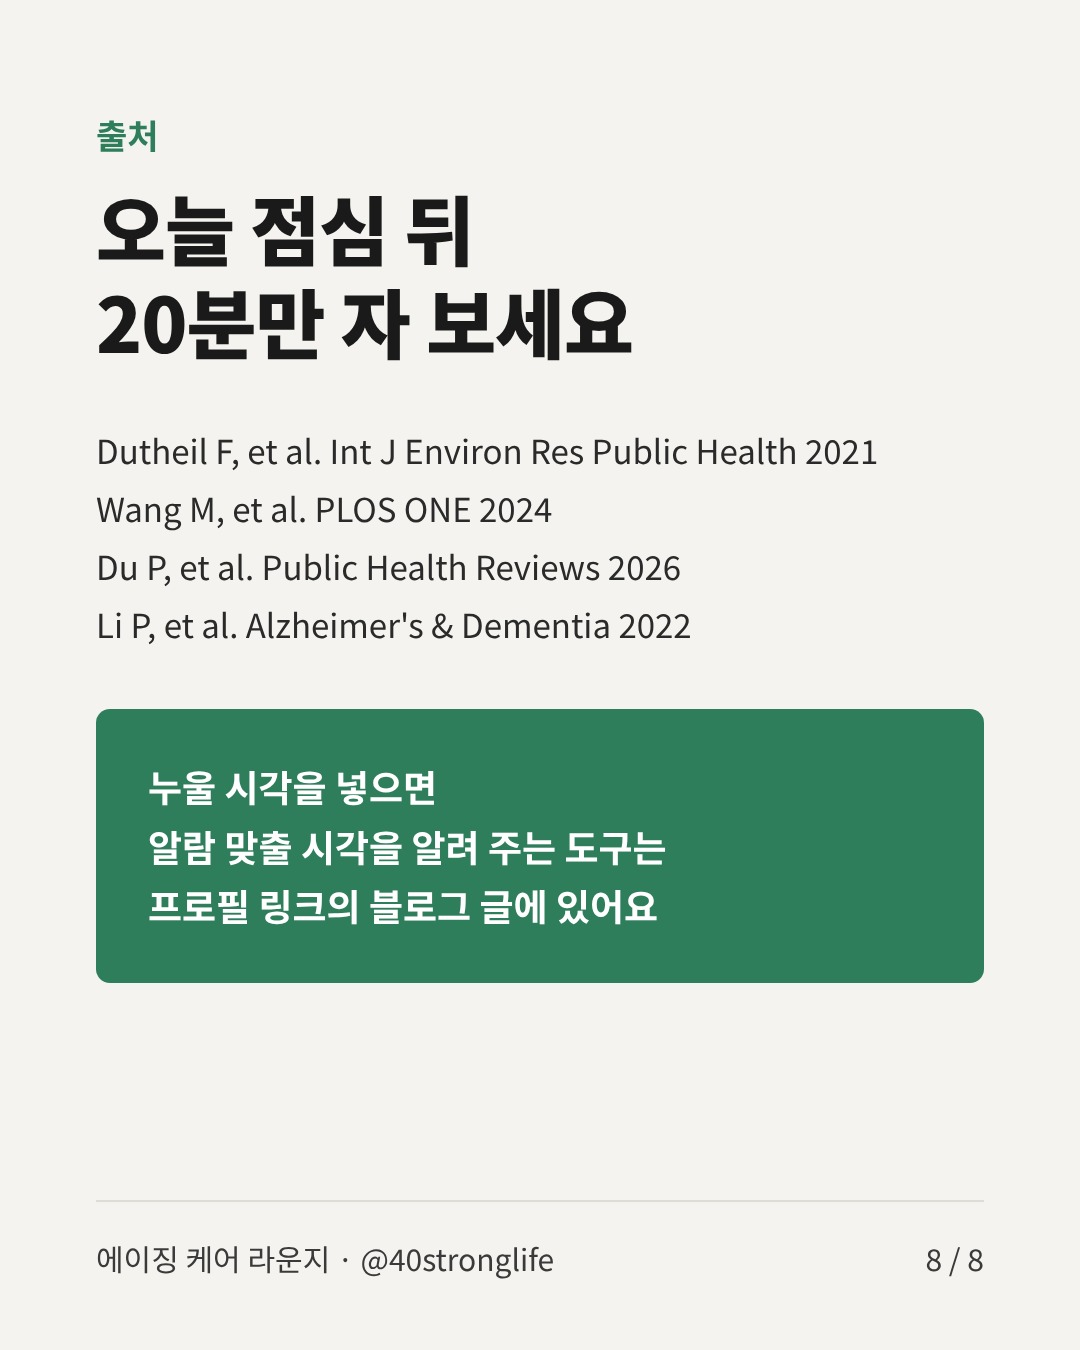 출처
오늘 점심 뒤
20분만 자 보세요
Dutheil F, et al. Int J Environ Res Public Health 2021
Wang M, et al. PLOS ONE 2024
Du P, et al. Public Health Reviews 2026
Li P, et al. Alzheimer's & Dementia 2022
누울 시각을 넣으면
알람 맞출 시각을 알려 주는 도구는
프로필 링크의 블로그 글에 있어요
에이징 케어 라운지 · @40stronglife
8 / 8